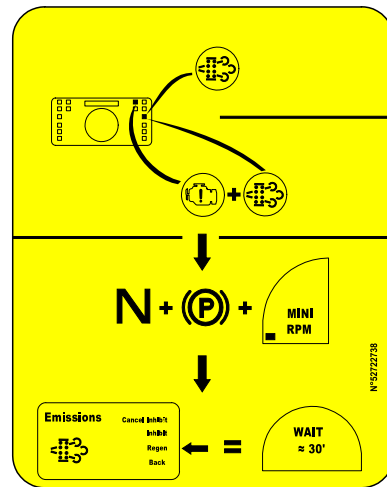 N + (P) +
MINI
RPM
N°52722738
Emissions
Cancel Inhibit
Inhibit
Regen
Back
=
WAIT
≈ 30'